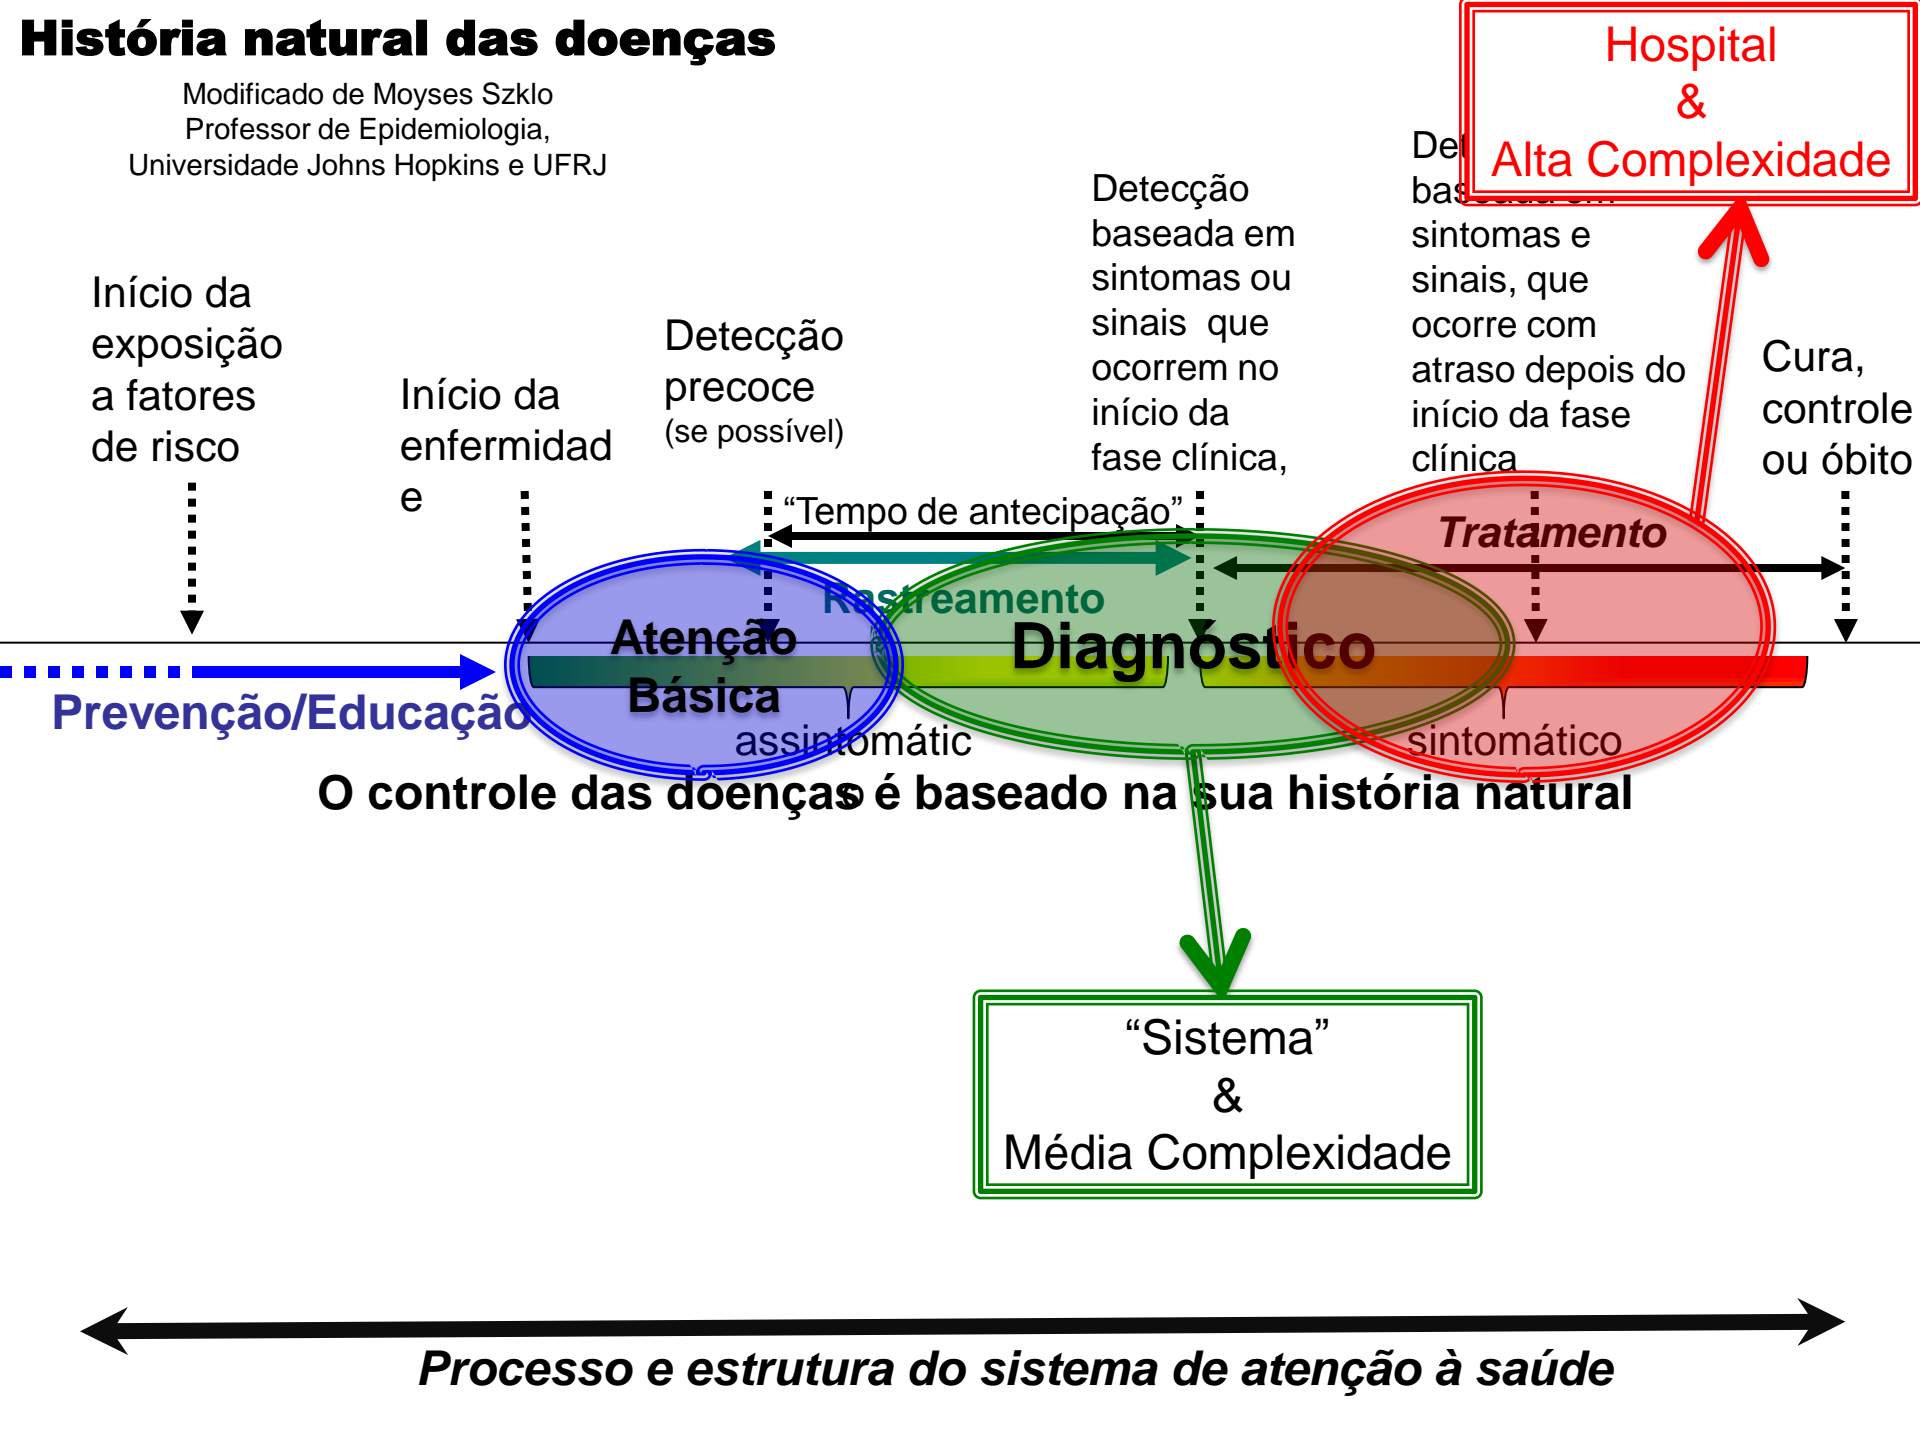 História natural das doenças
Modificado de Moyses Szklo
Professor de Epidemiologia,
Universidade Johns Hopkins e UFRJ
Hospital
&
Alta Complexidade
Início da
exposição
a fatores
de risco
Início da
enfermidad
e
Detecção
precoce
(se possível)
Detecção
baseada em
sintomas ou
sinais que
ocorrem no
início da
fase clínica,
baseada em
sintomas e
sinais, que
ocorre com
atraso depois do
início da fase
clínica
Cura,
controle
ou óbito
“Tempo de antecipação”
Tratamento
Rastreamento
Atenção
Básica
Diagnóstico
Prevenção/Educação
assintomátic
o
sintomático
O controle das doenças é baseado na sua história natural
“Sistema”
&
Média Complexidade
Processo e estrutura do sistema de atenção à saúde